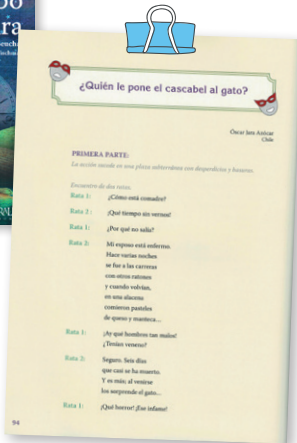 ¿Quién le pone el cascabel al gato?
Óscar Jara Azócar
Chile
PRIMERA PARTE:
La acción sucede en una plaza subterránea con desperdicios y basuras.
Encuentro de dos ratas.
Rata 1: ¿Cómo está comadre?
Rata 2: ¡Qué tiempo sin vernos!
Rata 1: ¿Por qué no salía?
Rata 2: Mi esposo está enfermo.
Hace varias noches
se fue a las carreras
con otros ratones
y cuando volvían,
en una alacena
comieron pasteles
de queso y manteca...
Rata 1: ¡Ay qué hombres tan malos!
¿Tenían veneno?
Rata 2: Seguro. Seis días
que casi se ha muerto.
Y es más; al venirse
los sorprende el gato...
Rata 1: ¡Qué horror! ¡Ese infame!
94